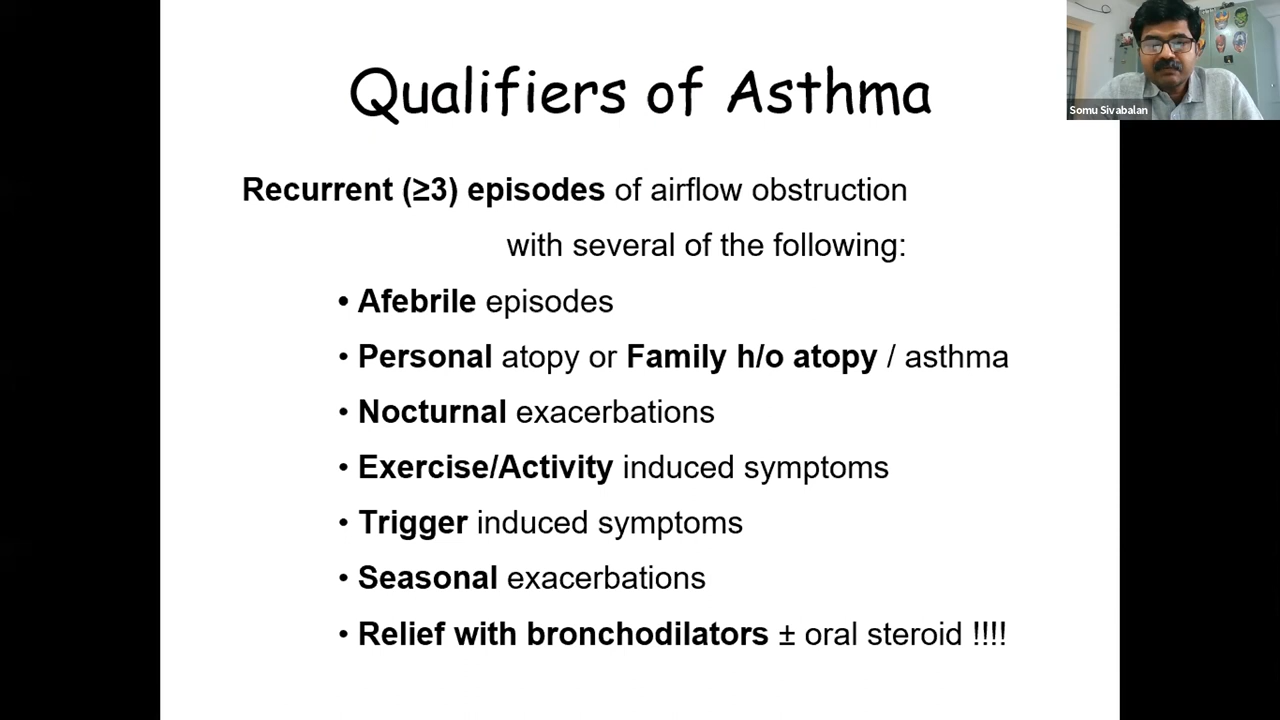 Qualifiers of Asthma
Somu Sivabalan
Recurrent (≥3) episodes of airflow obstruction
with several of the following:
• Afebrile episodes
• Personal atopy or Family h/o atopy / asthma
• Nocturnal exacerbations
• Exercise/Activity induced symptoms
• Trigger induced symptoms
• Seasonal exacerbations
• Relief with bronchodilators ± oral steroid !!!!